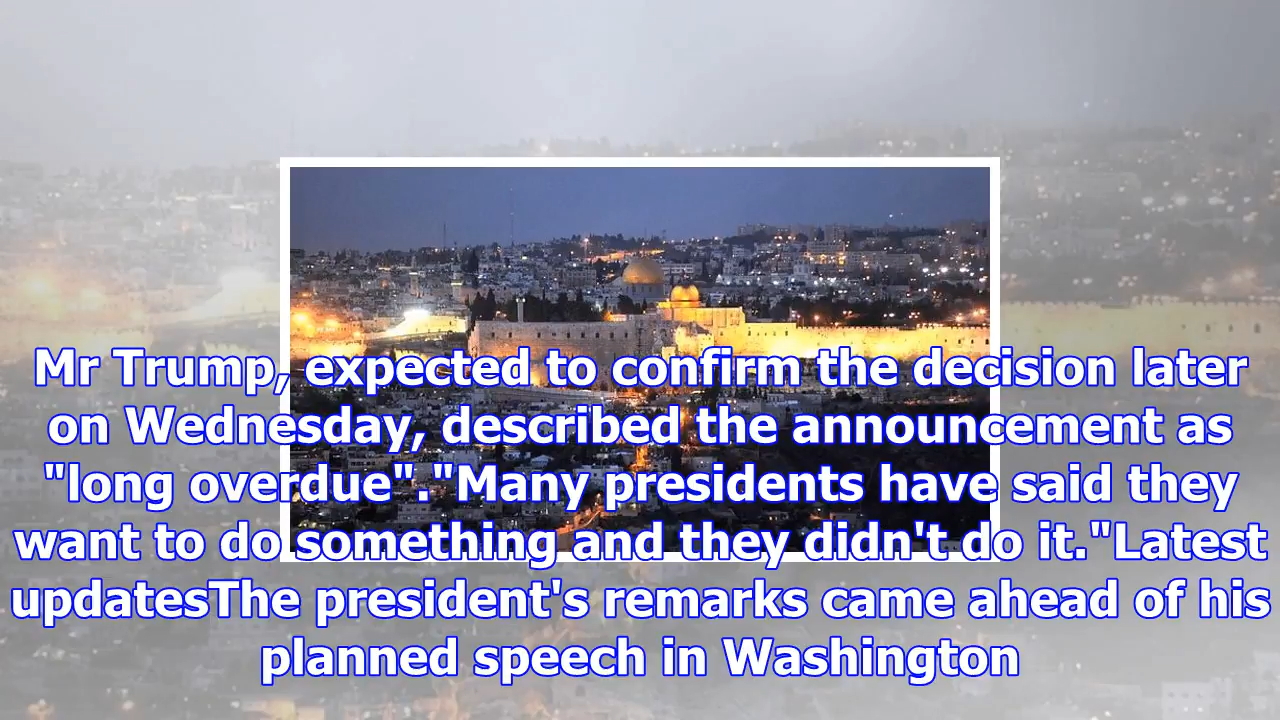 Mr Trump, expected to confirm the decision later
on Wednesday, described the announcement as
"long overdue"."Many presidents have said they
want to do something and they didn't do it."Latest
updatesThe president's remarks came ahead of his
planned speech in Washington